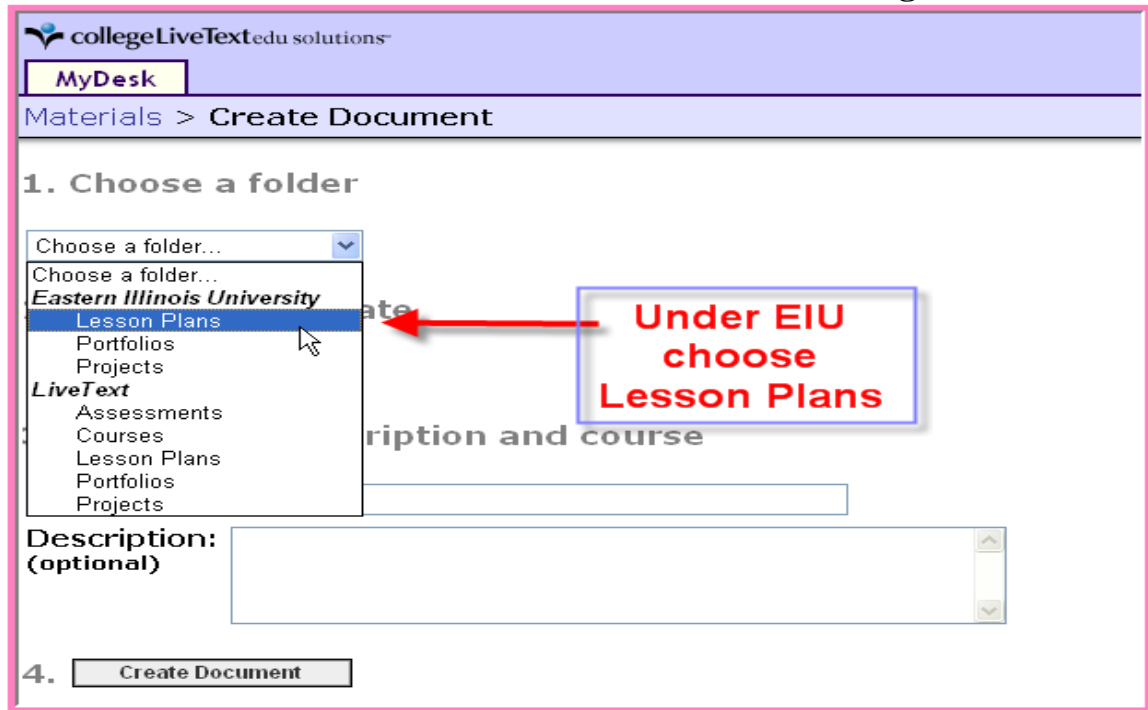 collegeLiveText edu solutions
MyDesk
Materials > Create Document
1. Choose a folder
Choose a folder...
Choose a folder...
Eastern Illinois University
Lesson Plans
Portfolios
Projects
LiveText
Assessments
Courses
Lesson Plans
Portfolios
Projects
Under EIU
choose
Lesson Plans
and course
Description:
(optional)
4. Create Document